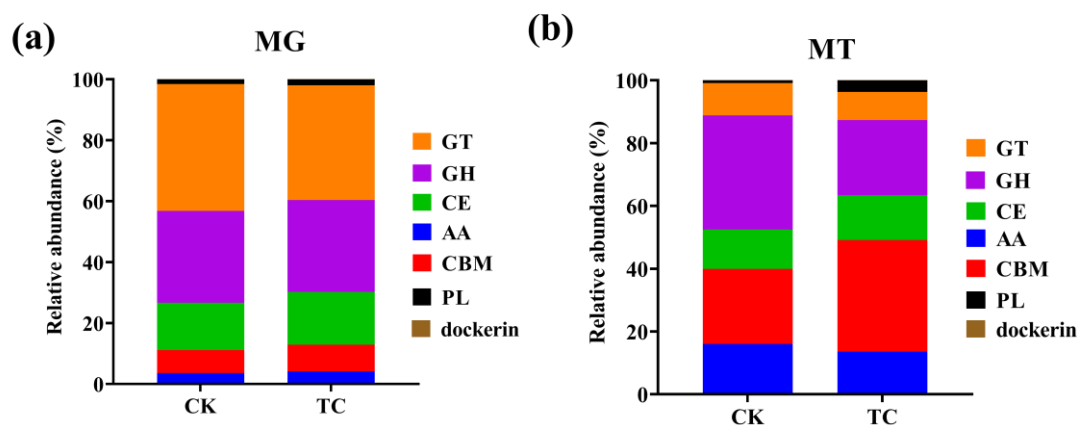 (a)
MG
Relative abundance (%)
100
80
60
40
20
0
CK
TC
GT
GH
CE
AA
CBM
PL
dockerin
(b)
MT
Relative abundance (%)
100
80
60
40
20
0
CK
TC
GT
GH
CE
AA
CBM
PL
dockerin